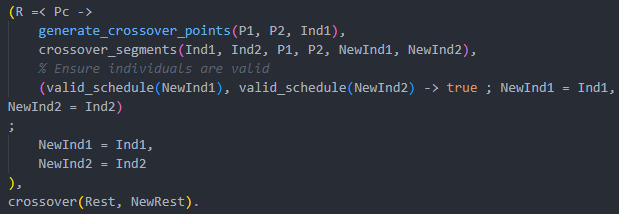 (R =< Pc ->
    generate_crossover_points(P1, P2, Ind1),
    crossover_segments(Ind1, Ind2, P1, P2, NewInd1, NewInd2),
    % Ensure individuals are valid
    (valid_schedule(NewInd1), valid_schedule(NewInd2) -> true ; NewInd1 = Ind1,
NewInd2 = Ind2)
;
    NewInd1 = Ind1,
    NewInd2 = Ind2
),
crossover(Rest, NewRest).